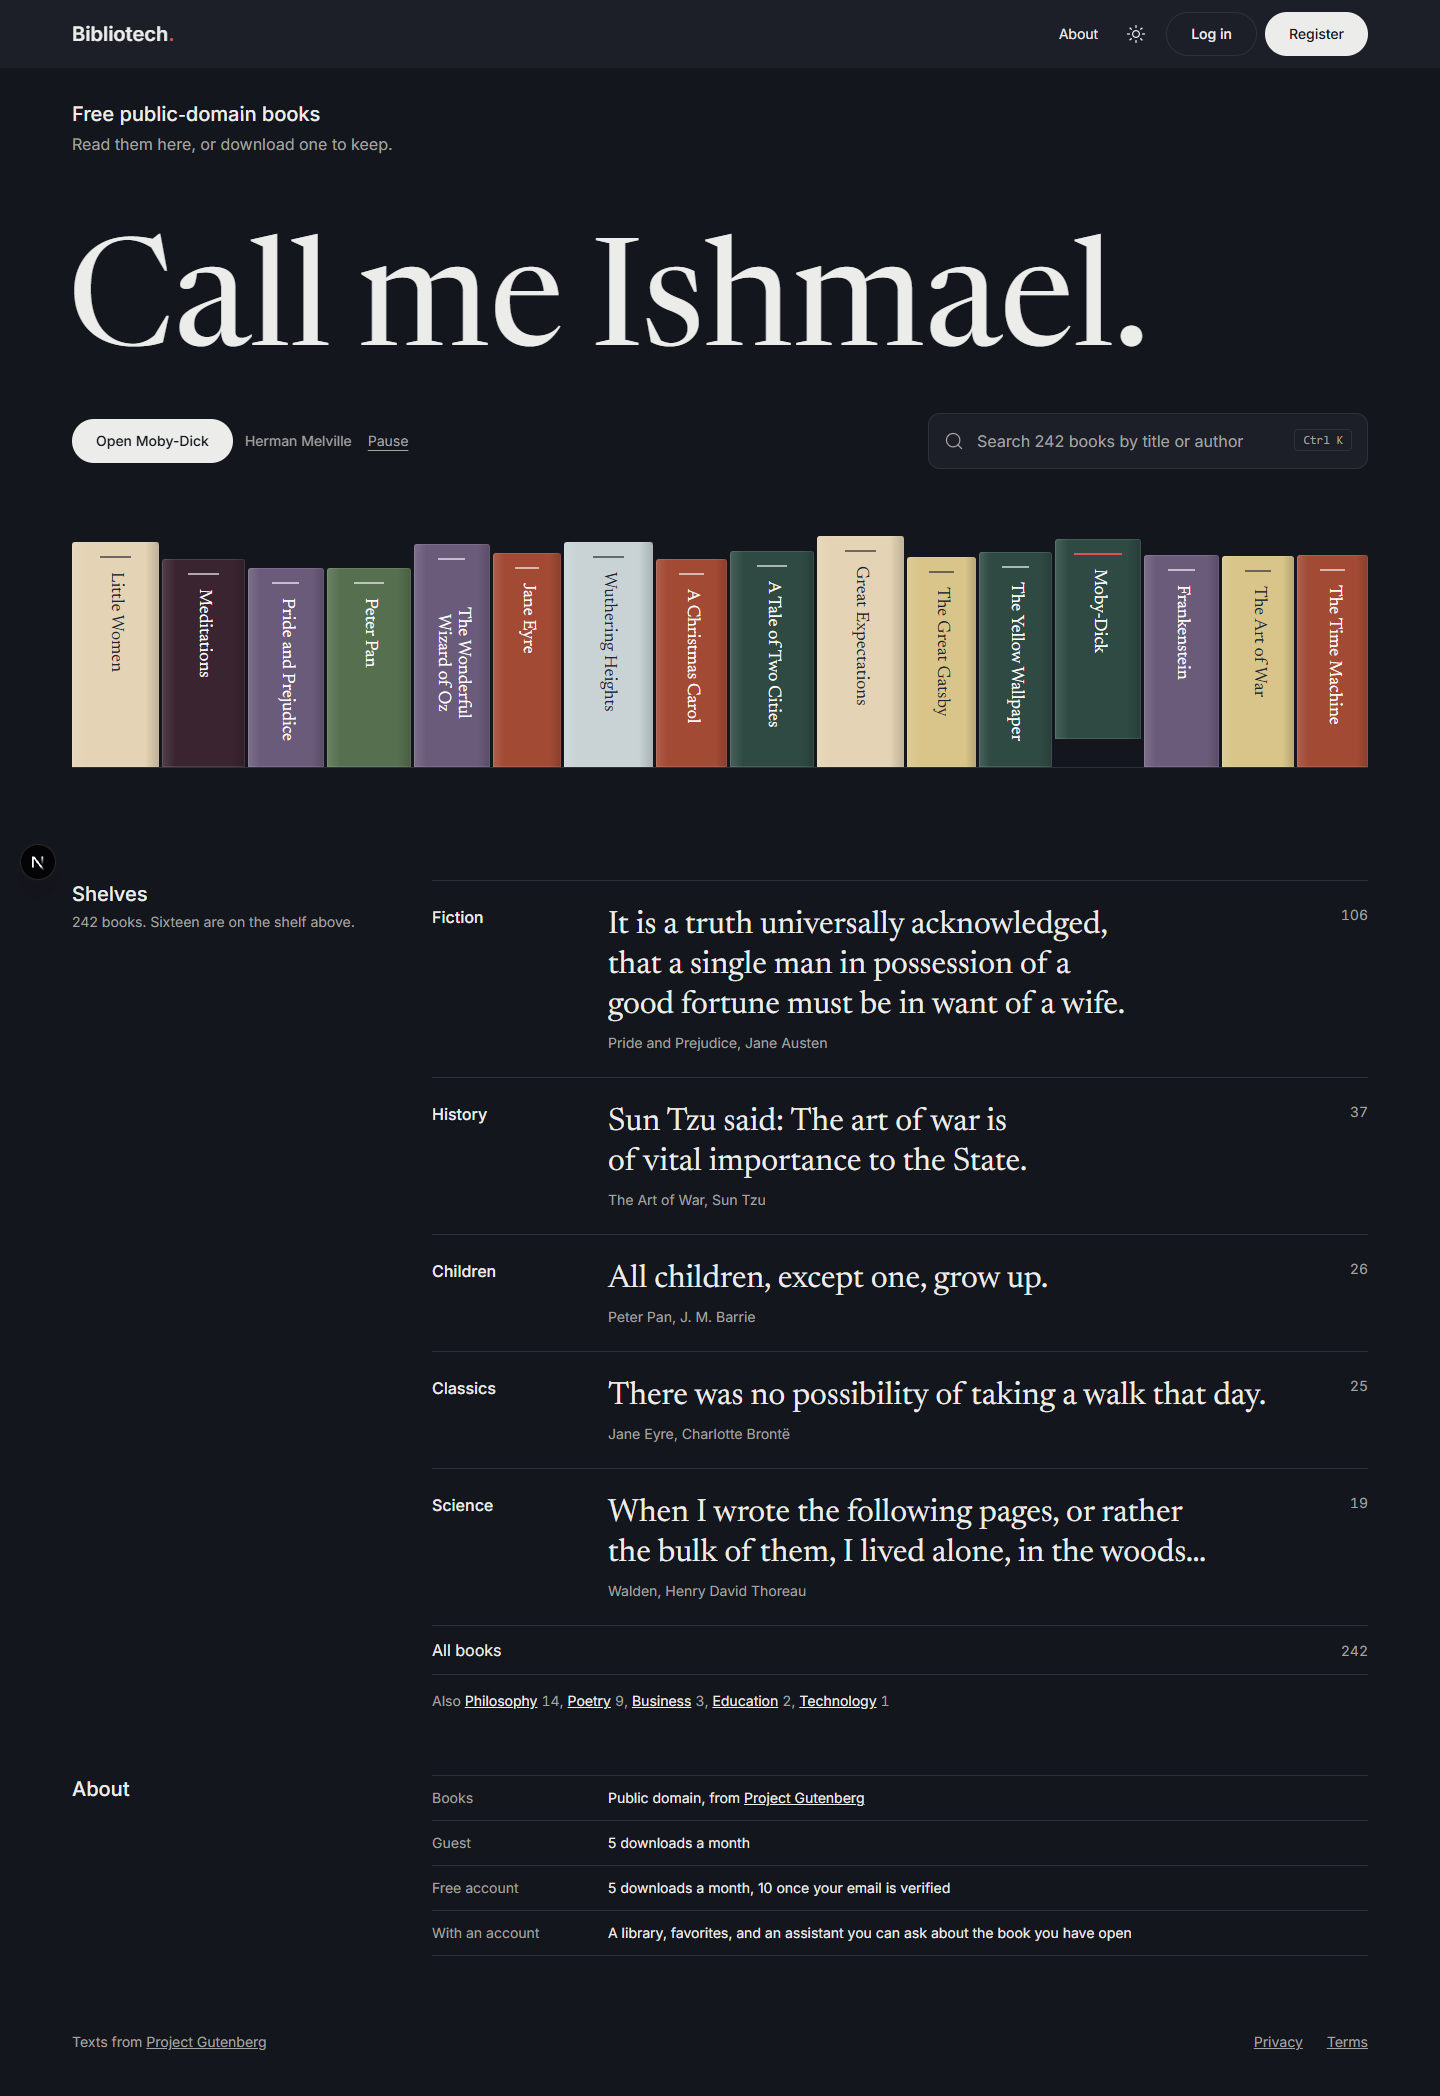 Bibliotech.
About
Log in
Register
Free public-domain books
Read them here, or download one to keep.
Call me Ishmael.
Open Moby-Dick
Herman Melville
Pause
Search 242 books by title or author
Ctrl K
Little Women
Meditations
Pride and Prejudice
Peter Pan
The Wonderful
Wizard of Oz
Jane Eyre
Wuthering Heights
A Christmas Carol
A Tale of Two Cities
Great Expectations
The Great Gatsby
The Yellow Wallpaper
Moby-Dick
Frankenstein
The Art of War
The Time Machine
N
Shelves
242 books. Sixteen are on the shelf above.
Fiction
It is a truth universally acknowledged,
that a single man in possession of a
good fortune must be in want of a wife.
106
Pride and Prejudice, Jane Austen
History
Sun Tzu said: The art of war is
of vital importance to the State.
37
The Art of War, Sun Tzu
Children
All children, except one, grow up.
26
Peter Pan, J. M. Barrie
Classics
There was no possibility of taking a walk that day.
25
Jane Eyre, Charlotte Brontë
Science
When I wrote the following pages, or rather
the bulk of them, I lived alone, in the woods...
19
Walden, Henry David Thoreau
All books
242
Also Philosophy 14, Poetry 9, Business 3, Education 2, Technology 1
About
Books
Public domain, from Project Gutenberg
Guest
5 downloads a month
Free account
5 downloads a month, 10 once your email is verified
With an account
A library, favorites, and an assistant you can ask about the book you have open
Texts from Project Gutenberg
Privacy
Terms